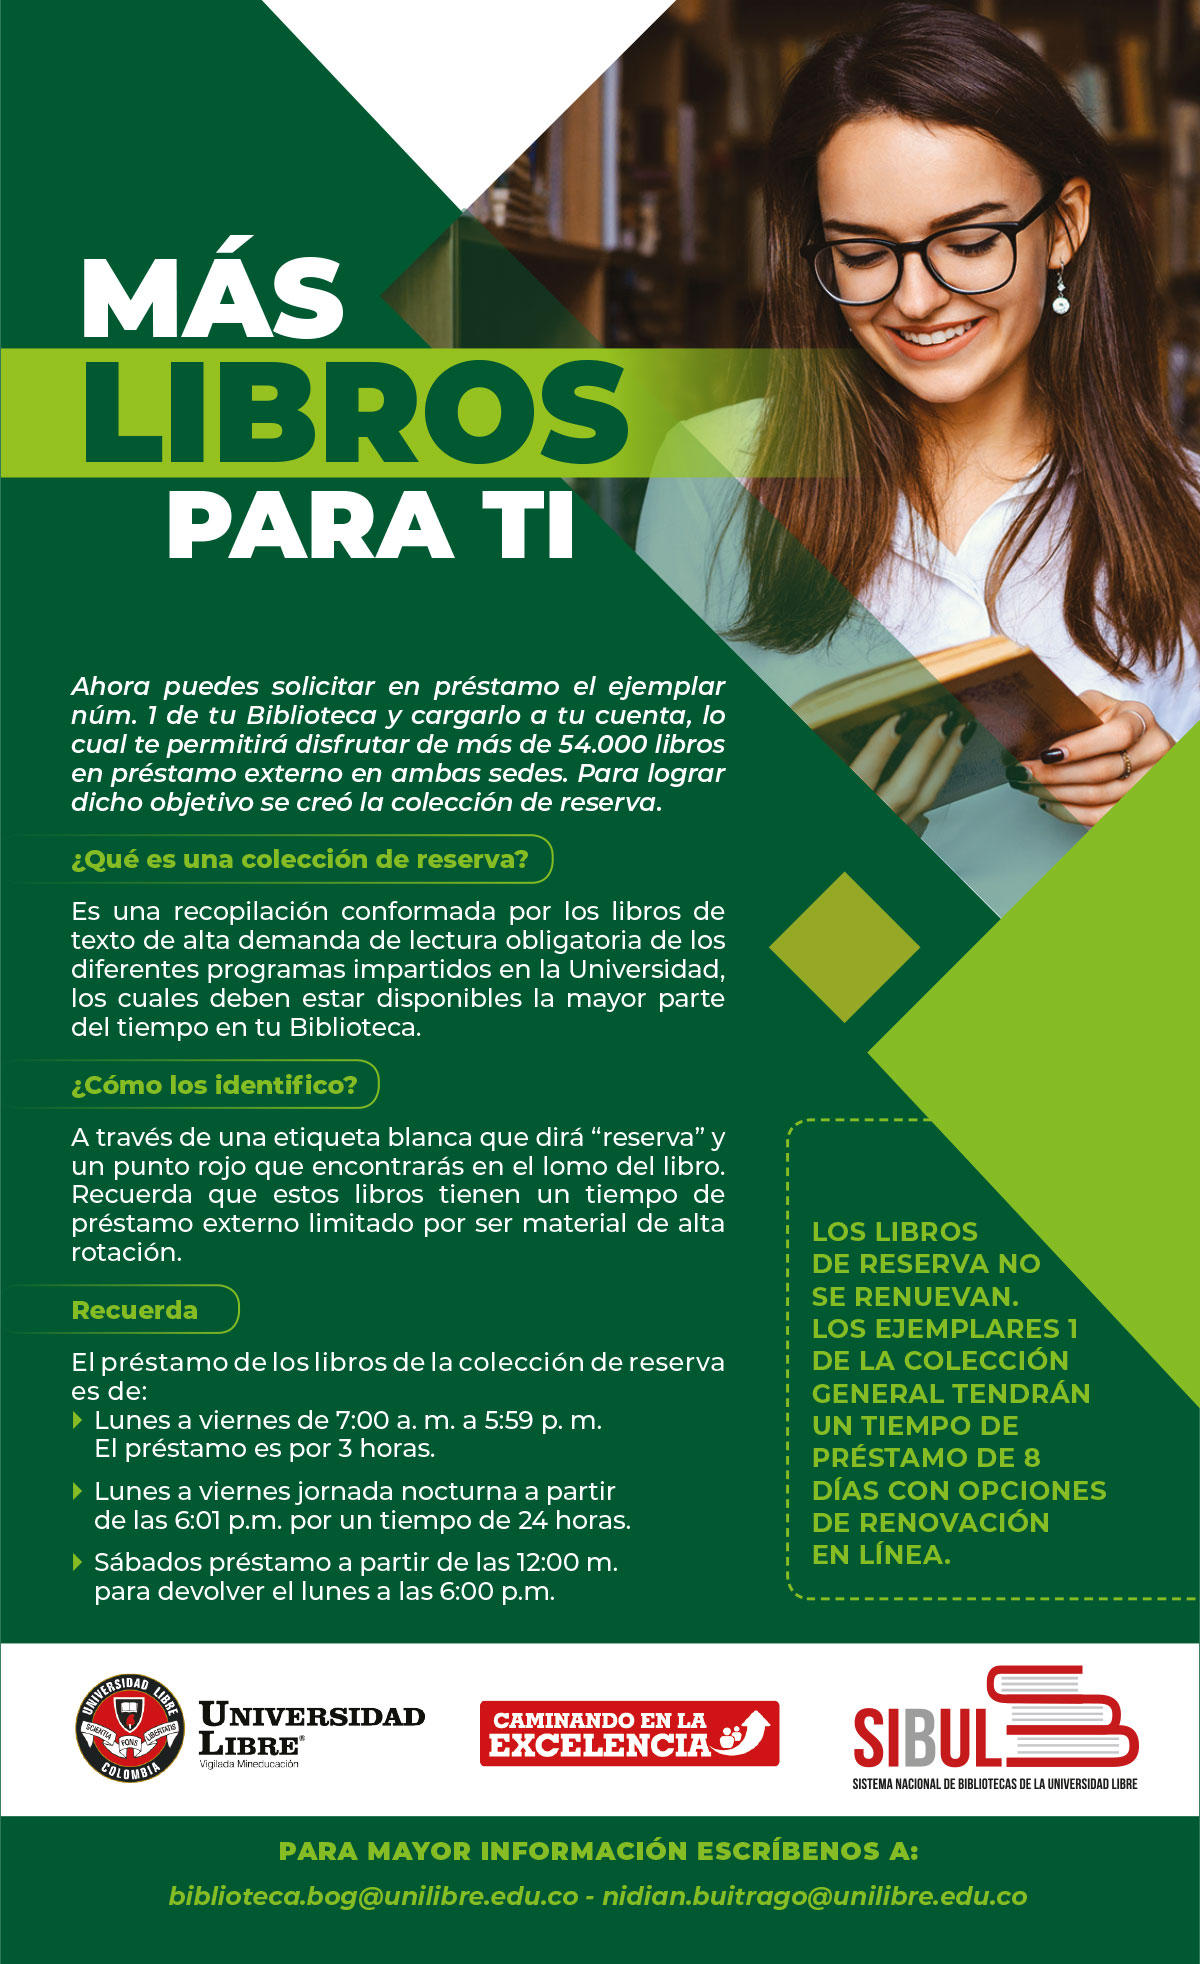 MÁS
LIBROS
PARA TI
Ahora puedes solicitar en préstamo el ejemplar
núm. 1 de tu Biblioteca y cargarlo a tu cuenta, lo
cual te permitirá disfrutar de más de 54.000 libros
en préstamo externo en ambas sedes. Para lograr
dicho objetivo se creó la colección de reserva.
¿Qué es una colección de reserva?
Es una recopilación conformada por los libros de
texto de alta demanda de lectura obligatoria de los
diferentes programas impartidos en la Universidad,
los cuales deben estar disponibles la mayor parte
del tiempo en tu Biblioteca.
¿Cómo los identifico?
A través de una etiqueta blanca que dirá “reserva” y
un punto rojo que encontrarás en el lomo del libro.
Recuerda que estos libros tienen un tiempo de
préstamo externo limitado por ser material de alta
rotación.
Recuerda
El préstamo de los libros de la colección de reserva
es de:
Lunes a viernes de 7:00 a. m. a 5:59 p. m.
El préstamo es por 3 horas.
Lunes a viernes jornada nocturna a partir
de las 6:01 p.m. por un tiempo de 24 horas.
Sábados préstamo a partir de las 12:00 m.
para devolver el lunes a las 6:00 p.m.
LOS LIBROS
DE RESERVA NO
SE RENUEVAN.
LOS EJEMPLARES 1
DE LA COLECCIÓN
GENERAL TENDRÁN
UN TIEMPO DE
PRÉSTAMO DE 8
DÍAS CON OPCIONES
DE RENOVACIÓN
EN LÍNEA.
UNIVERSIDAD LIBRE
SCIENTIA FONS LIBERTATIS
COLOMBIA
UNIVERSIDAD
LIBRE®
Vigilada Mineducación
CAMINANDO EN LA
EXCELENCIA
SIBUL
SISTEMA NACIONAL DE BIBLIOTECAS DE LA UNIVERSIDAD LIBRE
PARA MAYOR INFORMACIÓN ESCRÍBENOS A:
biblioteca.bog@unilibre.edu.co - nidian.buitrago@unilibre.edu.co